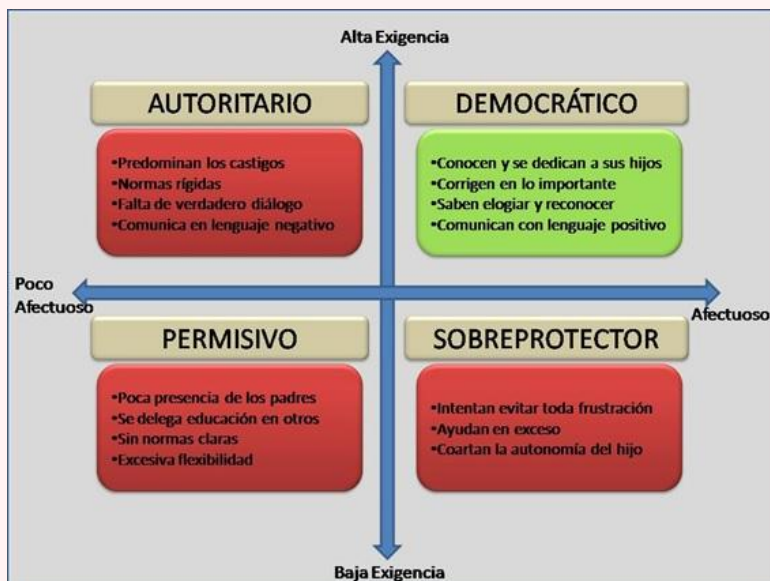 Alta Exigencia
AUTORITARIO
•Predominan los castigos
•Normas rígidas
•Falta de verdadero diálogo
•Comunica en lenguaje negativo
DEMOCRÁTICO
•Conocen y se dedican a sus hijos
•Corrigen en lo importante
•Saben elogiar y reconocer
•Comunican con lenguaje positivo
Poco
Afectuoso
Afectuoso
PERMISIVO
•Poca presencia de los padres
•Se delega educación en otros
•Sin normas claras
•Excesiva flexibilidad
SOBREPROTECTOR
•Intentan evitar toda frustración
•Ayudan en exceso
•Coartan la autonomía del hijo
Baja Exigencia